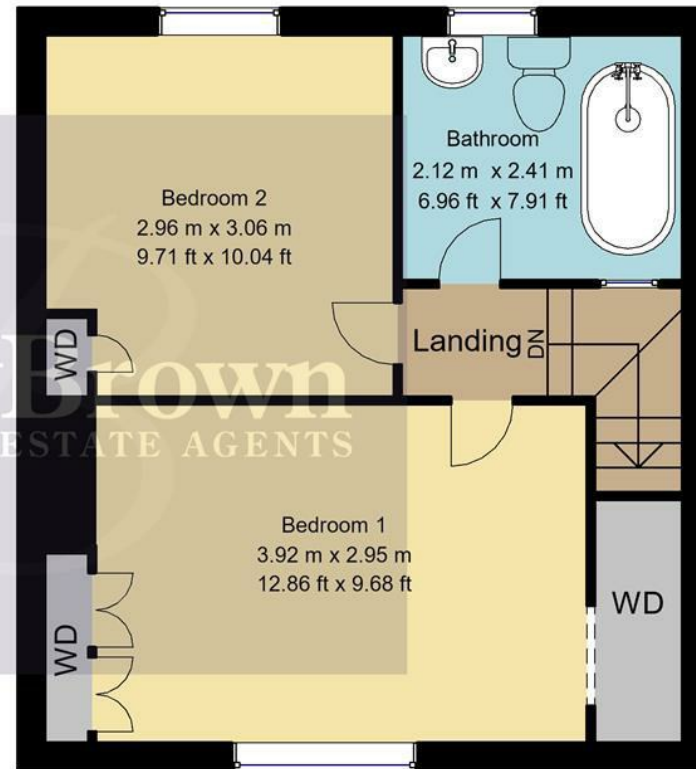 Bathroom
2.12 m x 2.41 m
6.96 ft x 7.91 ft
Bedroom 2
2.96 m x 3.06 m
9.71 ft x 10.04 ft
WD
Landing
DN
Brown
ESTATE AGENTS
Bedroom 1
3.92 m x 2.95 m
12.86 ft x 9.68 ft
WD
WD